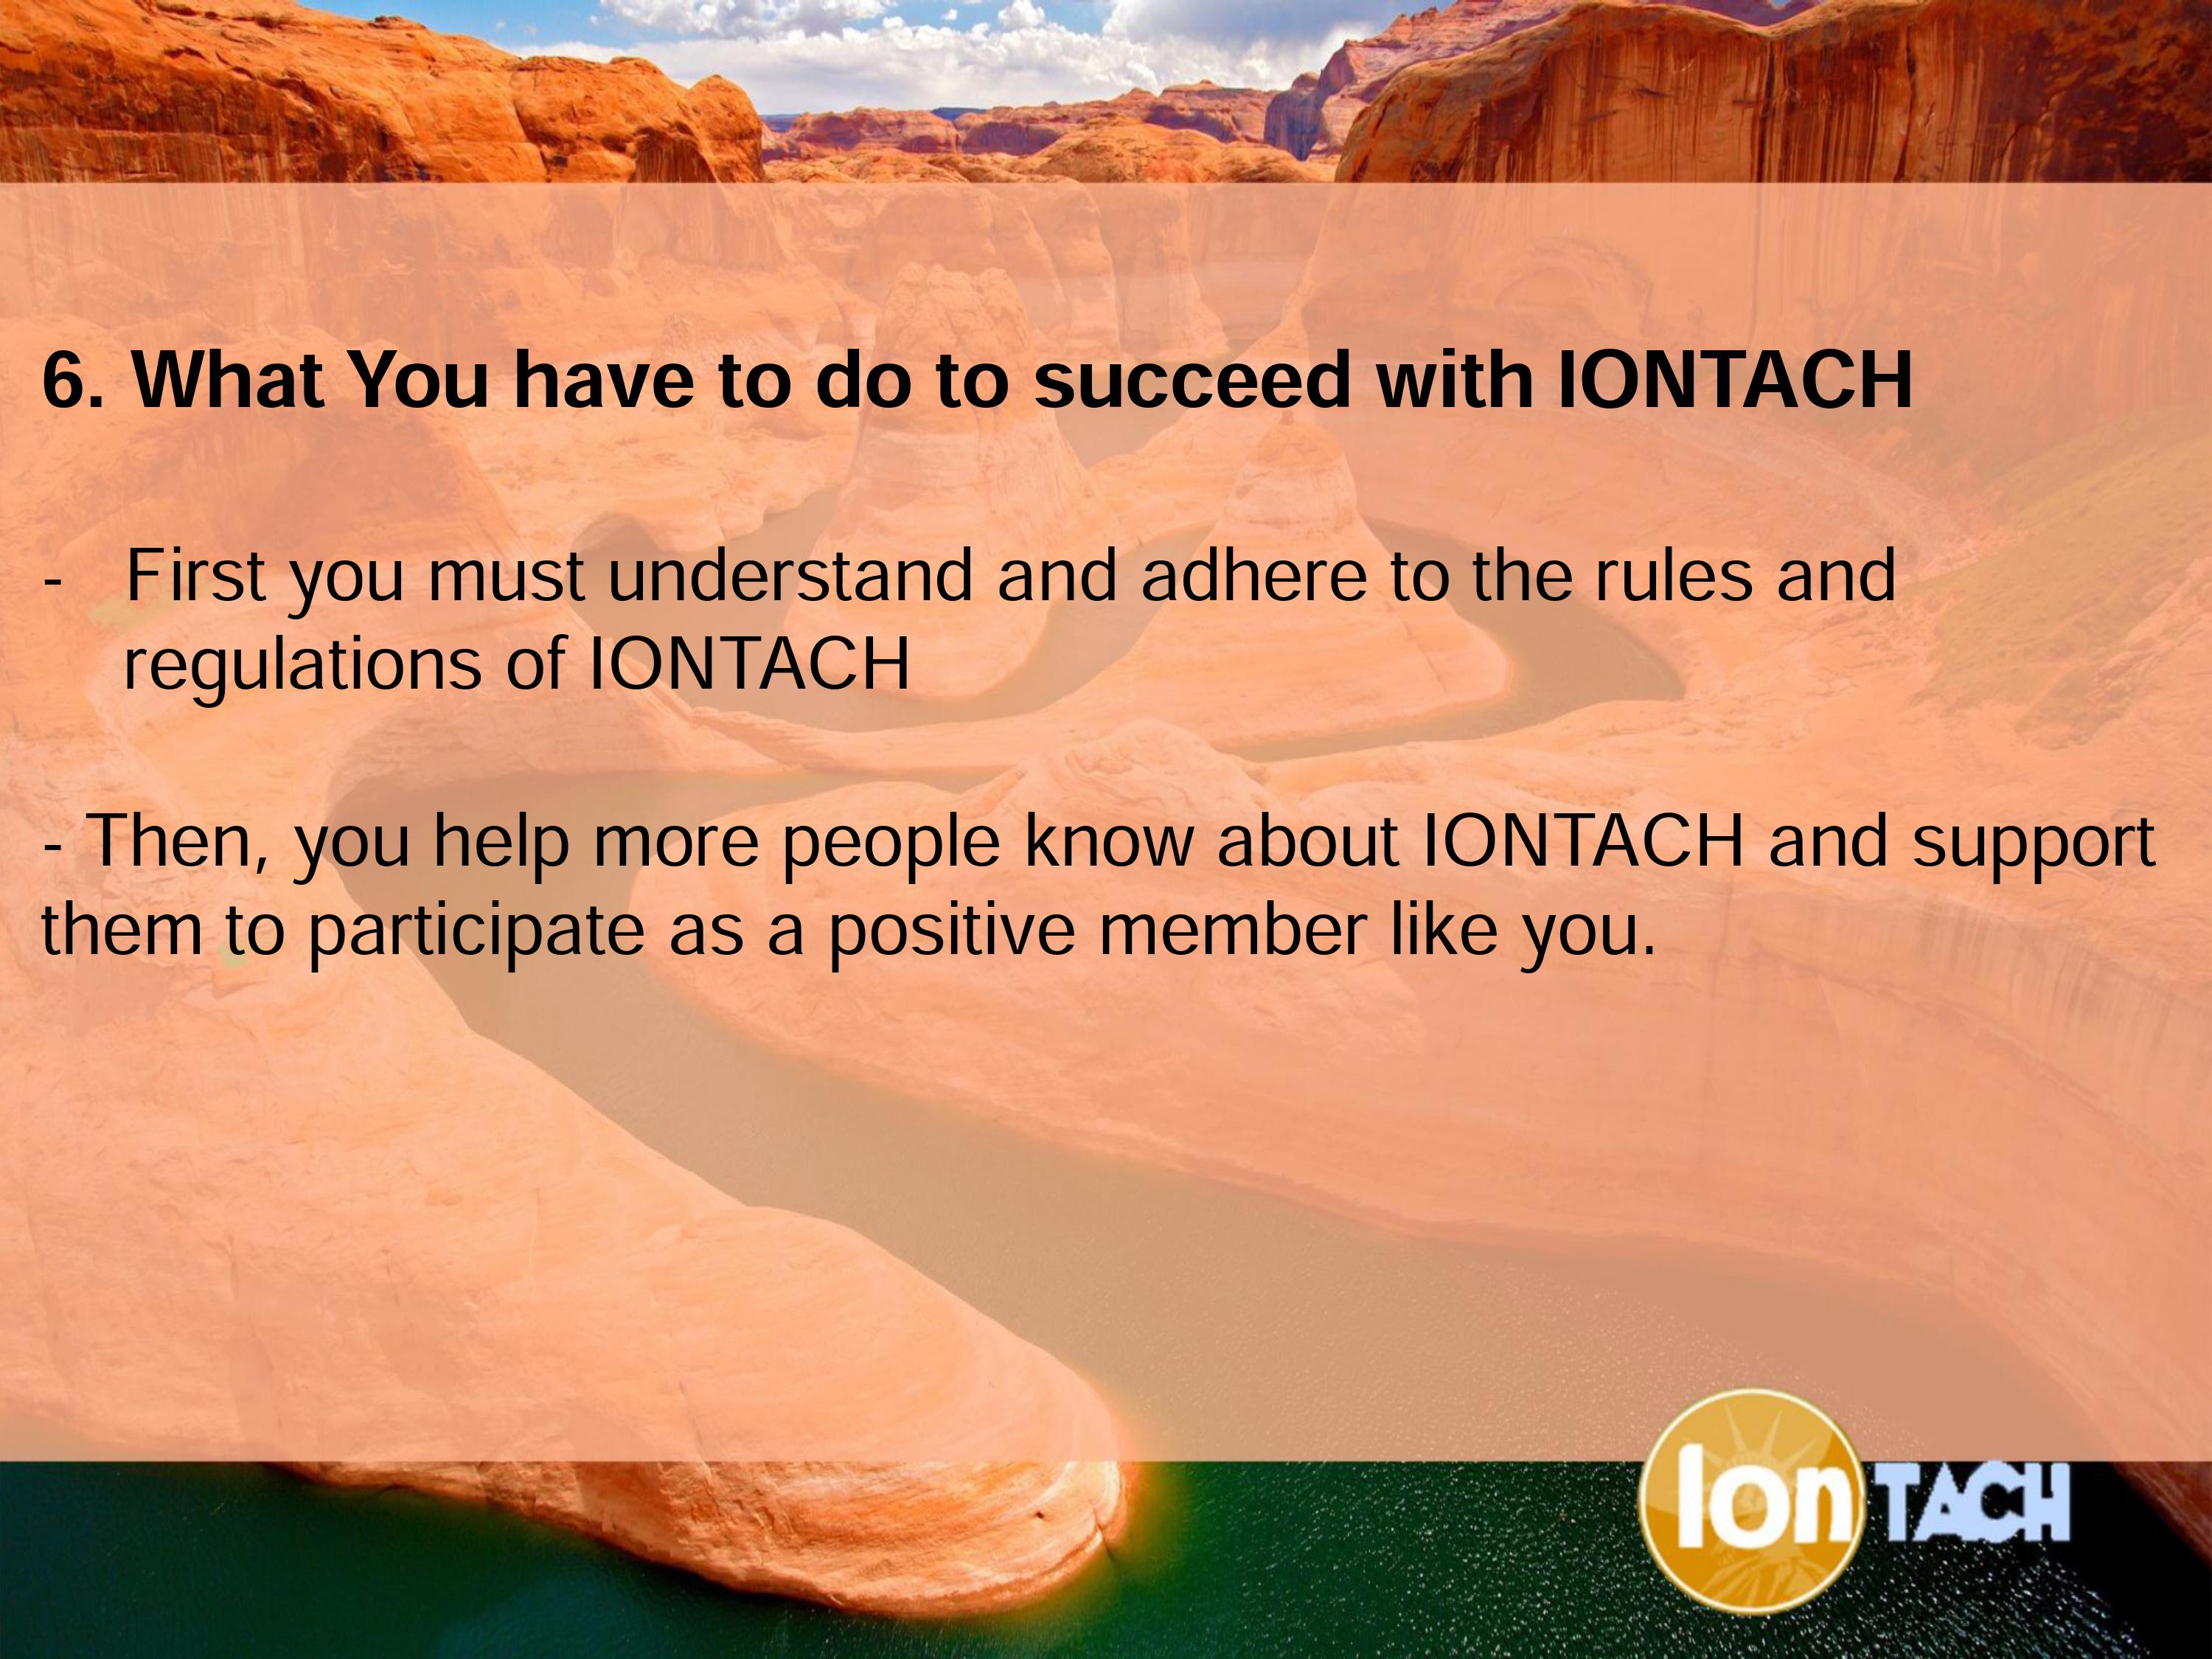 6. What You have to do to succeed with IONTACH
- First you must understand and adhere to the rules and
regulations of IONTACH
- Then, you help more people know about IONTACH and support
them to participate as a positive member like you.
Ion TACH